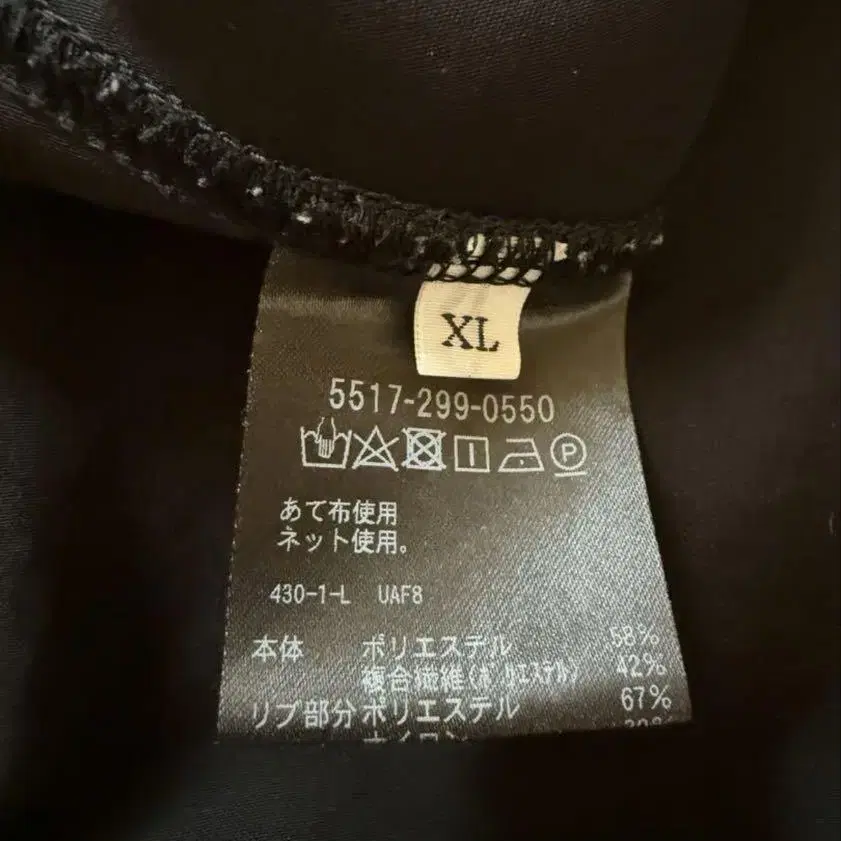 XL
5517-299-0550
P
あて布使用
ネット使用。
430-1-L UAF8
本体 ポリエステル 58%
複合繊維(ポリエステル) 42%
リブ部分 ポリエステル 67%